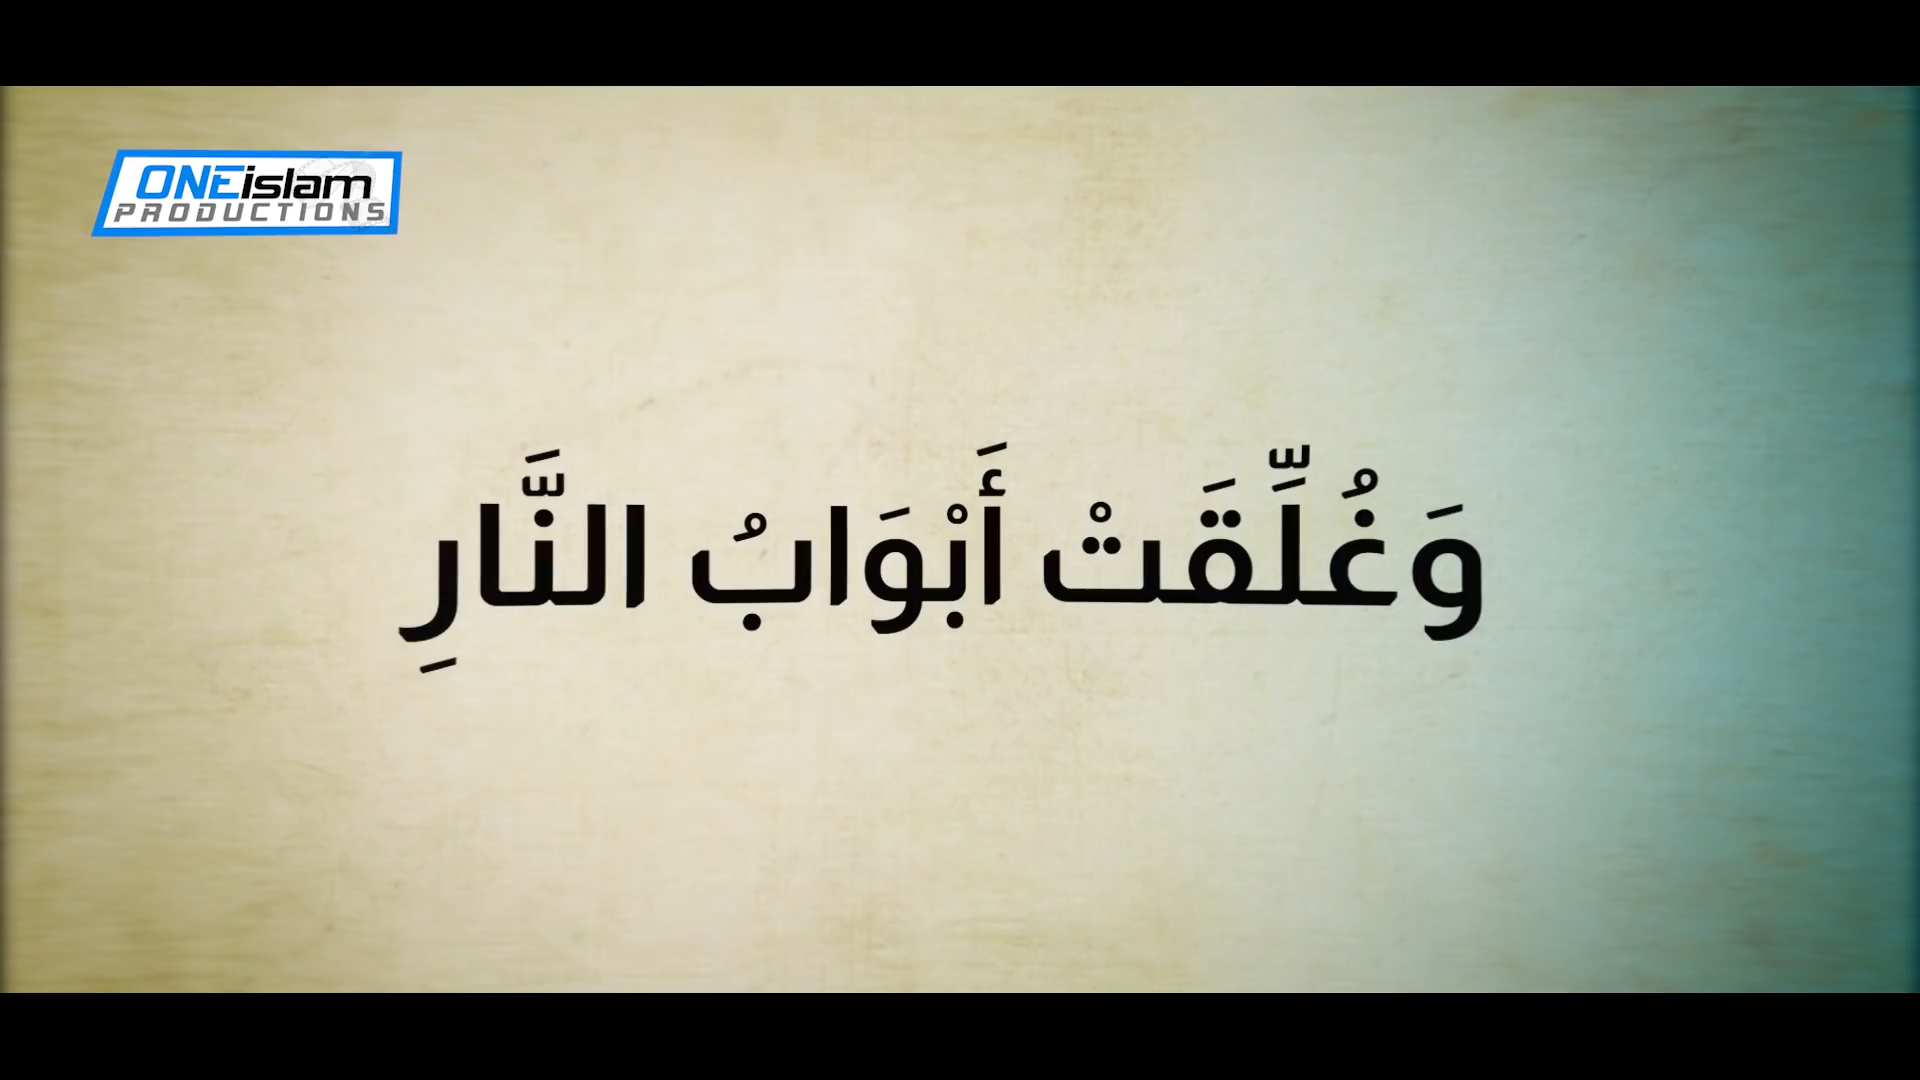 ONEislam
PRODUCTIONS
وَغُلِّقَتْ أَبْوَابُ النَّارِ